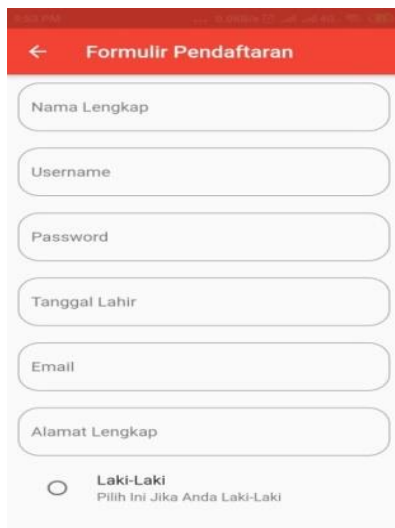 Formulir Pendaftaran
Nama Lengkap
Username
Password
Tanggal Lahir
Email
Alamat Lengkap
Laki-Laki
Pilih Ini Jika Anda Laki-Laki